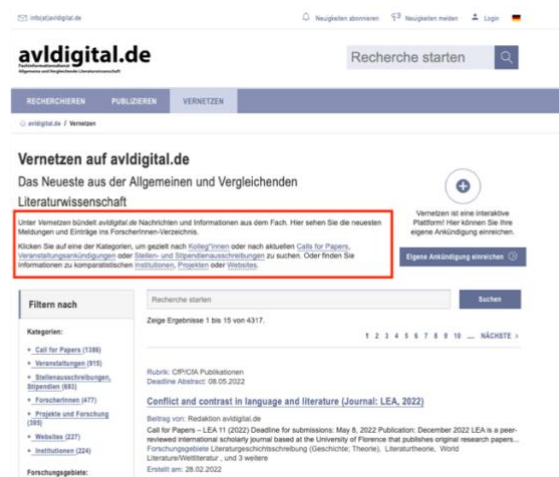 info(at)avldigital.de
Neuigkeiten abonnieren
Neuigkeiten melden
Login
avldigital.de
Fachinformationsdienst
Allgemeine und Vergleichende Literaturwissenschaft
Recherche starten
RECHERCHIEREN PUBLIZIEREN VERNETZEN
avldigital.de / Vernetzen
Vernetzen auf avldigital.de
Das Neueste aus der Allgemeinen und Vergleichenden
Literaturwissenschaft
Unter Vernetzen bündelt avldigital.de Nachrichten und Informationen aus dem Fach. Hier sehen Sie die neuesten
Meldungen und Einträge ins ForscherInnen-Verzeichnis.
Klicken Sie auf eine der Kategorien, um gezielt nach Kolleg*innen oder nach aktuellen Calls for Papers,
Veranstaltungsankündigungen oder Stellen- und Stipendienausschreibungen zu suchen. Oder finden Sie
Informationen zu komparatistischen Institutionen, Projekten oder Websites.
Vernetzen ist eine interaktive
Plattform! Hier können Sie Ihre
eigene Ankündigung einreichen.
Eigene Ankündigung einreichen
Filtern nach
Kategorien:
Call for Papers (1386)
Veranstaltungen (915)
Stellenausschreibungen,
Stipendien (693)
ForscherInnen (477)
Projekte und Forschung
(395)
Websites (227)
Institutionen (224)
Forschungsgebiete:
Recherche starten
Suchen
Zeige Ergebnisse 1 bis 15 von 4317.
1 2 3 4 5 6 7 8 9 10 ... NÄCHSTE >
Rubrik: CfP/CfA Publikationen
Deadline Abstract: 08.05.2022
Conflict and contrast in language and literature (Journal: LEA, 2022)
Beitrag von: Redaktion avldigital.de
Call for Papers – LEA 11 (2022) Deadline for submissions: May 8, 2022 Publication: December 2022 LEA is a peer-
reviewed international scholarly journal based at the University of Florence that publishes original research papers...
Forschungsgebiete Literaturgeschichtsschreibung (Geschichte; Theorie), Literaturtheorie, World
Literature/Weltliteratur , und 3 weitere
Erstellt am: 28.02.2022